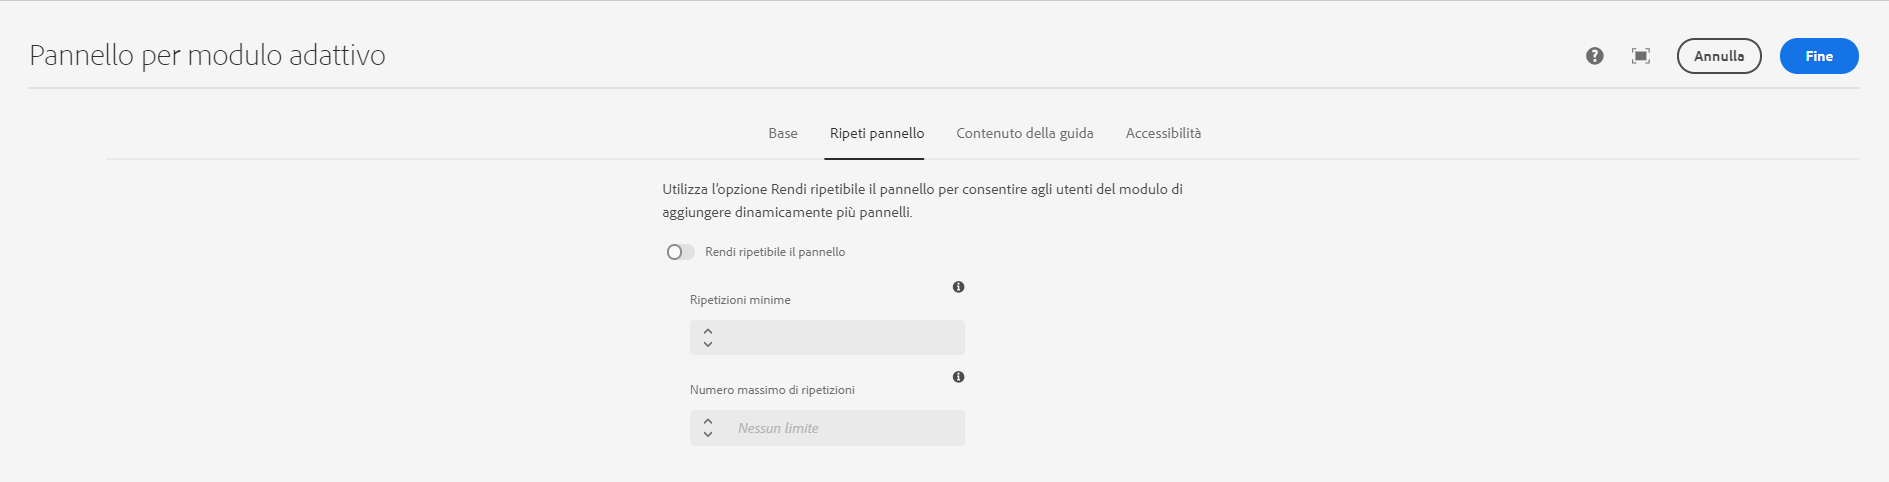 Pannello per modulo adattivo
Annulla
Fine
Base
Ripeti pannello
Contenuto della guida
Accessibilità
Utilizza l'opzione Rendi ripetibile il pannello per consentire agli utenti del modulo di
aggiungere dinamicamente più pannelli.
Rendi ripetibile il pannello
Ripetizioni minime
Numero massimo di ripetizioni
Nessun limite